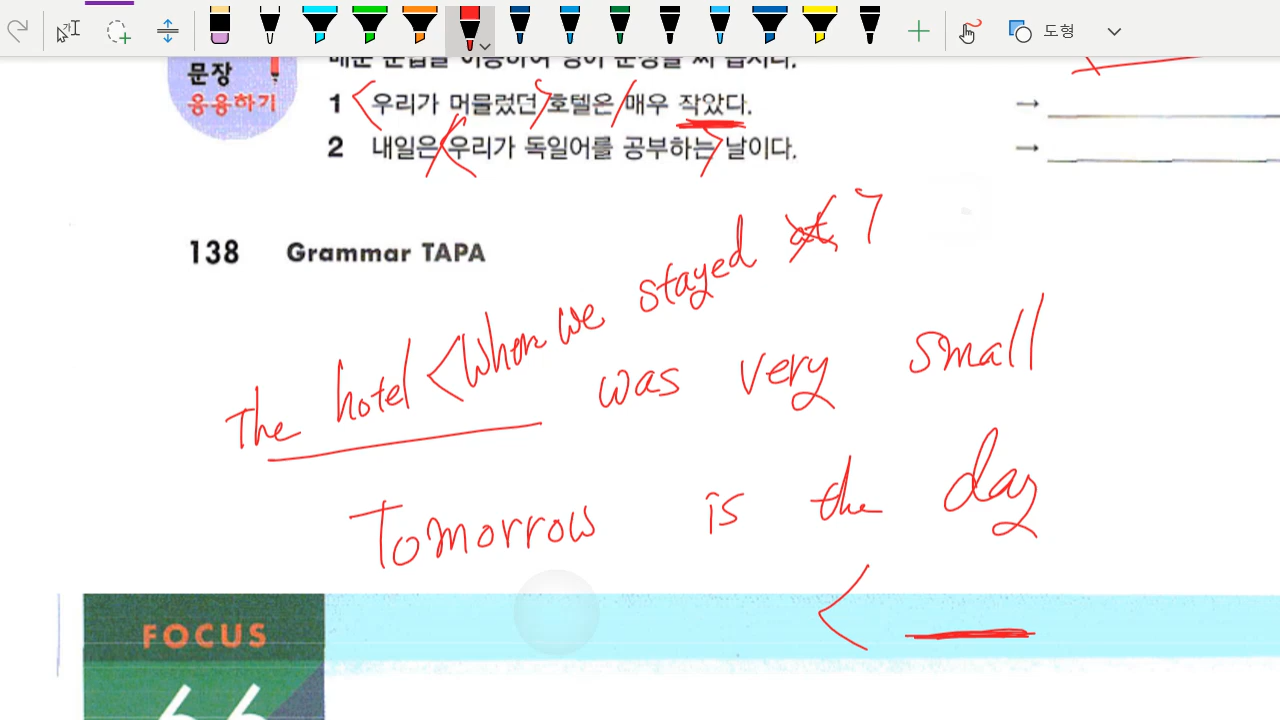 도형
문장
응용하기
1 우리가 머물렀던 호텔은 매우 작았다. →
2 내일은 우리가 독일어를 공부하는 날이다. →
138 Grammar TAPA
The hotel <where we stayed at >
was very small
Tomorrow is the day
<
FOCUS
66